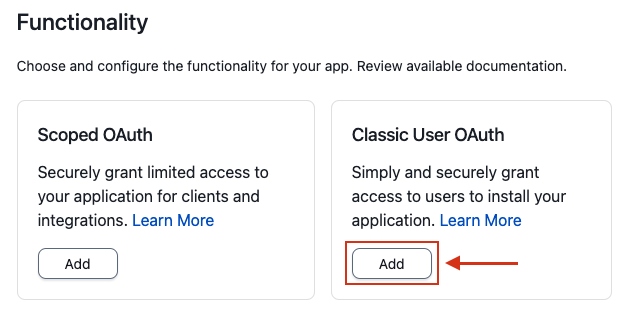 Functionality
Choose and configure the functionality for your app. Review available documentation.
Scoped OAuth
Securely grant limited access to
your application for clients and
integrations. Learn More
Add
Classic User OAuth
Simply and securely grant
access to users to install your
application. Learn More
Add